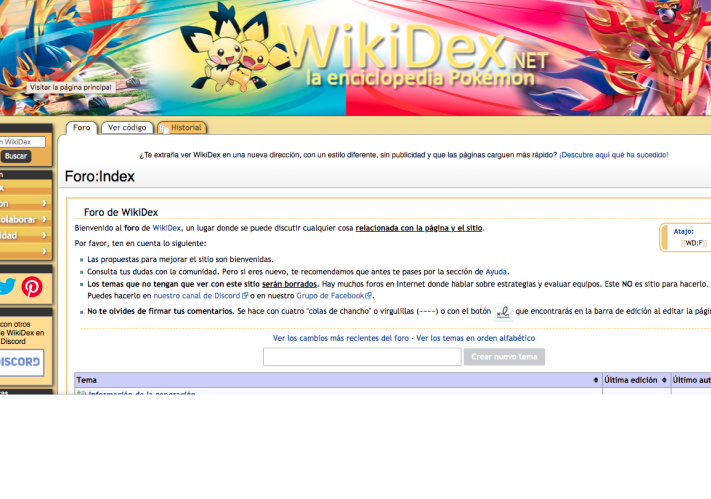 WikiDex.NET
la enciclopedia Pokémon
Visitar la página principal
Foro
Ver código
Historial
n WikiDex
Buscar
¿Te extraña ver WikiDex en una nueva dirección, con un estilo diferente, sin publicidad y que las páginas carguen más rápido? ¡Descubre aquí qué ha sucedido!
Foro:Index
olaborar
idad
Foro de WikiDex
Bienvenido al foro de WikiDex, un lugar donde se puede discutir cualquier cosa relacionada con la página y el sitio.
Atajo:
[[WD:F]]
Por favor, ten en cuenta lo siguiente:
Las propuestas para mejorar el sitio son bienvenidas.
Consulta tus dudas con la comunidad. Pero si eres nuevo, te recomendamos que antes te pases por la sección de Ayuda.
Los temas que no tengan que ver con este sitio serán borrados. Hay muchos foros en Internet donde hablar sobre estrategias y evaluar equipos. Este NO es sitio para hacerlo.
Puedes hacerlo en nuestro canal de Discord o en nuestro Grupo de Facebook.
No te olvides de firmar tus comentarios. Se hace con cuatro "colas de chancho" o virgulillas (~~~~) o con el botón que encontrarás en la barra de edición al editar la págin
con otros
e WikiDex en
Discord
ISCORD
Ver los cambios más recientes del foro - Ver los temas en orden alfabético
Crear nuevo tema
Tema
Última edición
Último aut
Información de la generación